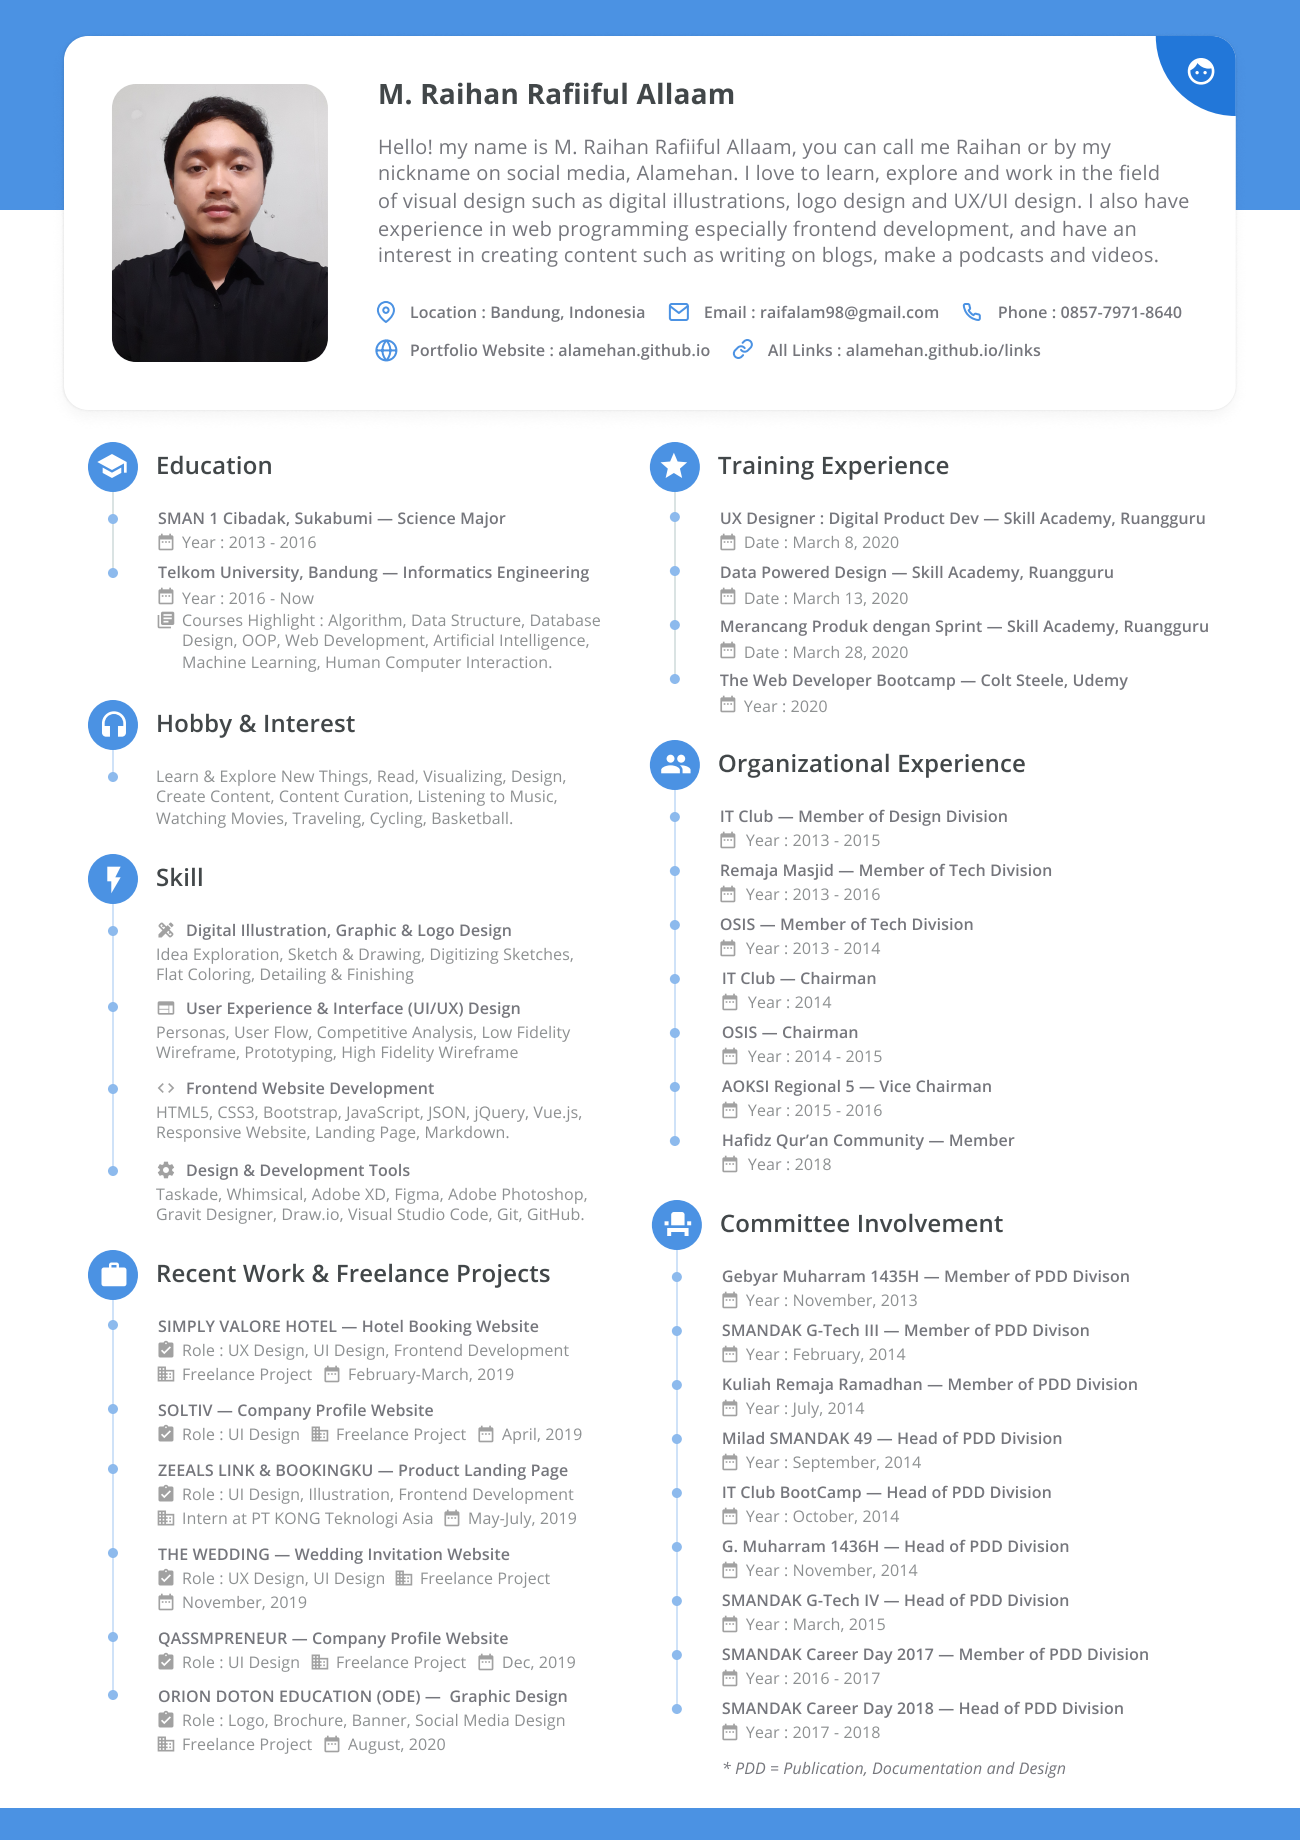 M. Raihan Rafiiful Allaam
Hello! my name is M. Raihan Rafiiful Allaam, you can call me Raihan or by my
nickname on social media, Alamehan. I love to learn, explore and work in the field
of visual design such as digital illustrations, logo design and UX/UI design. I also have
experience in web programming especially frontend development, and have an
interest in creating content such as writing on blogs, make a podcasts and videos.
Location : Bandung, Indonesia Email : raifalam98@gmail.com Phone : 0857-7971-8640
Portfolio Website : alamehan.github.io All Links : alamehan.github.io/links
Education
SMAN 1 Cibadak, Sukabumi — Science Major
Year : 2013 - 2016
Telkom University, Bandung — Informatics Engineering
Year : 2016 - Now
Courses Highlight : Algorithm, Data Structure, Database
Design, OOP, Web Development, Artificial Intelligence,
Machine Learning, Human Computer Interaction.
Hobby & Interest
Learn & Explore New Things, Read, Visualizing, Design,
Create Content, Content Curation, Listening to Music,
Watching Movies, Traveling, Cycling, Basketball.
Skill
Digital Illustration, Graphic & Logo Design
Idea Exploration, Sketch & Drawing, Digitizing Sketches,
Flat Coloring, Detailing & Finishing
User Experience & Interface (UI/UX) Design
Personas, User Flow, Competitive Analysis, Low Fidelity
Wireframe, Prototyping, High Fidelity Wireframe
Frontend Website Development
HTML5, CSS3, Bootstrap, JavaScript, JSON, jQuery, Vue.js,
Responsive Website, Landing Page, Markdown.
Design & Development Tools
Taskade, Whimsical, Adobe XD, Figma, Adobe Photoshop,
Gravit Designer, Draw.io, Visual Studio Code, Git, GitHub.
Recent Work & Freelance Projects
SIMPLY VALORE HOTEL — Hotel Booking Website
Role : UX Design, UI Design, Frontend Development
Freelance Project February-March, 2019
SOLTIV — Company Profile Website
Role : UI Design Freelance Project April, 2019
ZEEALS LINK & BOOKINGKU — Product Landing Page
Role : UI Design, Illustration, Frontend Development
Intern at PT KONG Teknologi Asia May-July, 2019
THE WEDDING — Wedding Invitation Website
Role : UX Design, UI Design Freelance Project
November, 2019
QASSMPRENEUR — Company Profile Website
Role : UI Design Freelance Project Dec, 2019
ORION DOTON EDUCATION (ODE) — Graphic Design
Role : Logo, Brochure, Banner, Social Media Design
Freelance Project August, 2020
Training Experience
UX Designer : Digital Product Dev — Skill Academy, Ruangguru
Date : March 8, 2020
Data Powered Design — Skill Academy, Ruangguru
Date : March 13, 2020
Merancang Produk dengan Sprint — Skill Academy, Ruangguru
Date : March 28, 2020
The Web Developer Bootcamp — Colt Steele, Udemy
Year : 2020
Organizational Experience
IT Club — Member of Design Division
Year : 2013 - 2015
Remaja Masjid — Member of Tech Division
Year : 2013 - 2016
OSIS — Member of Tech Division
Year : 2013 - 2014
IT Club — Chairman
Year : 2014
OSIS — Chairman
Year : 2014 - 2015
AOKSI Regional 5 — Vice Chairman
Year : 2015 - 2016
Hafidz Qur’an Community — Member
Year : 2018
Committee Involvement
Gebyar Muharram 1435H — Member of PDD Divison
Year : November, 2013
SMANDAK G-Tech III — Member of PDD Divison
Year : February, 2014
Kuliah Remaja Ramadhan — Member of PDD Division
Year : July, 2014
Milad SMANDAK 49 — Head of PDD Division
Year : September, 2014
IT Club BootCamp — Head of PDD Division
Year : October, 2014
G. Muharram 1436H — Head of PDD Division
Year : November, 2014
SMANDAK G-Tech IV — Head of PDD Division
Year : March, 2015
SMANDAK Career Day 2017 — Member of PDD Division
Year : 2016 - 2017
SMANDAK Career Day 2018 — Head of PDD Division
Year : 2017 - 2018
* PDD = Publication, Documentation and Design